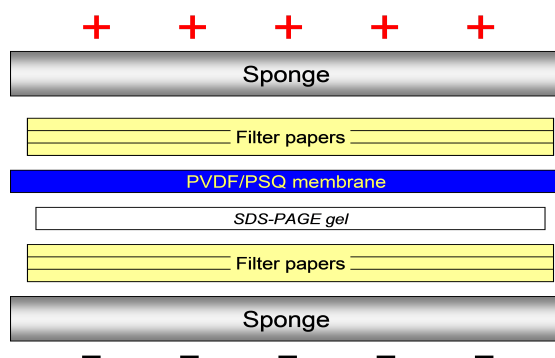 + + + + +
Sponge
Filter papers
PVDF/PSQ membrane
SDS-PAGE gel
Filter papers
Sponge
- - - - -